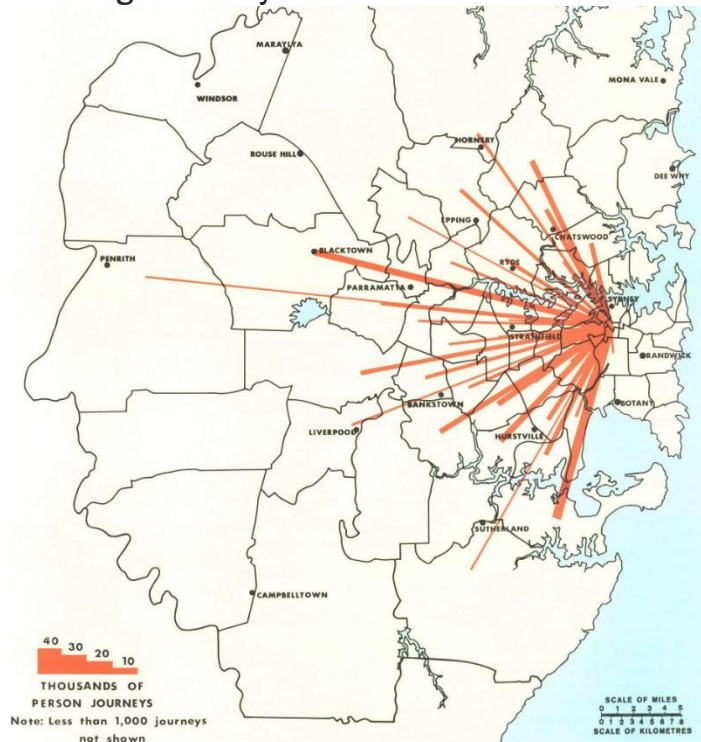 MARAYLYA
MONA VALE
WINDSOR
HORNSBY
ROUSE HILL
DEE WHY
EPPING
CHATSWOOD
BLACKTOWN
PENRITH
RYDE
PARRAMATTA
SYDNEY
STRATHFIELD
RANDWICK
BANKSTOWN
BOTANY
LIVERPOOL
HURSTVILLE
SUTHERLAND
CAMPBELLTOWN
40 30 20 10
THOUSANDS OF
PERSON JOURNEYS
Note: Less than 1,000 journeys
not shown
SCALE OF MILES
0 1 2 3 4 5
0 1 2 3 4 5 6 7 8
SCALE OF KILOMETRES